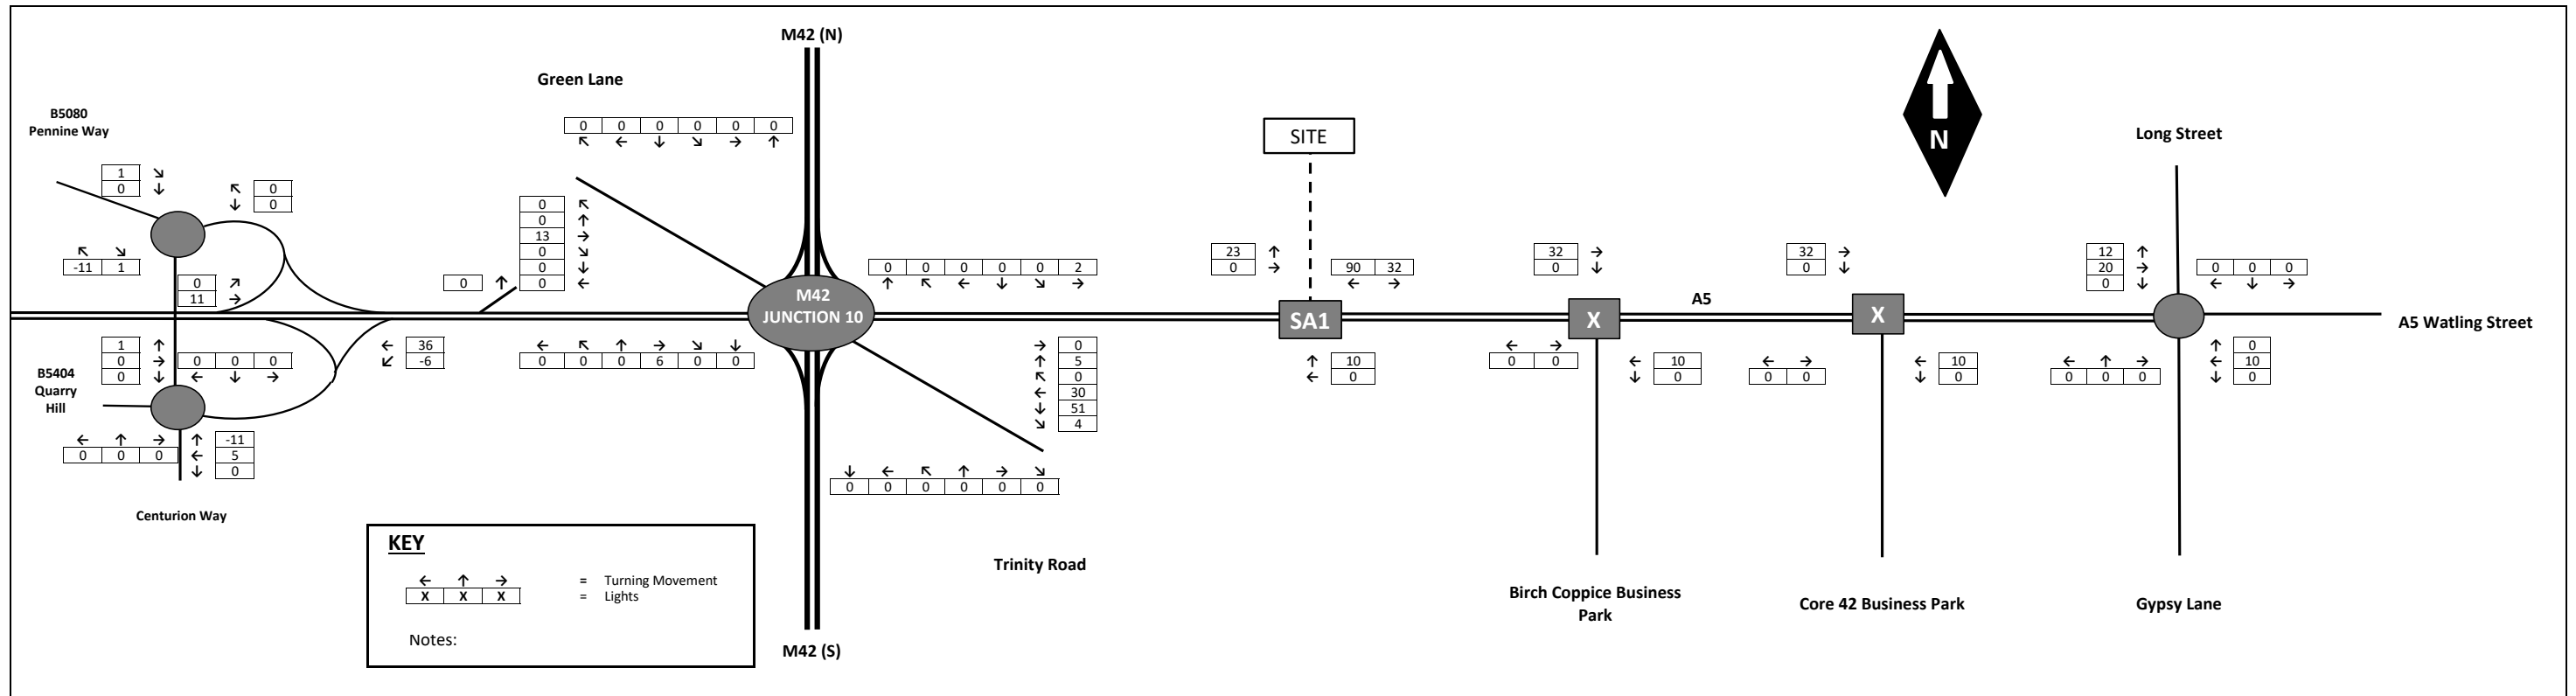 M42 (N)
Green Lane
B5080
Pennine Way
0 0 0 0 0 0
↖ ← ↓ ↘ → ↑
SITE
N
Long Street
1 ↘
0 ↓
↖ 0
↓ 0
↖ ↘
-11 1
0 ↗
11 →
0 ↑
0 ↖
0 ↑
13 →
0 ↘
0 ↓
0 ←
0 0 0 0 0 2
↑ ↖ ← ↓ ↘ →
M42
JUNCTION 10
23 ↑
0 →
90 32
← →
SA1
32 →
0 ↓
X
A5
32 →
0 ↓
X
12 ↑
20 →
0 ↓
0 0 0
← ↓ →
A5 Watling Street
1 ↑
0 →
0 ↓
0 0 0
← ↓ →
← 36
↙ -6
← ↖ ↑ → ↘ ↓
0 0 0 6 0 0
→ 0
↑ 5
↖ 0
← 30
↓ 51
↘ 4
↑ 10
← 0
← →
0 0
← 10
↓ 0
← →
0 0
← 10
↓ 0
← ↑ →
0 0 0
↑ 0
← 10
↓ 0
B5404
Quarry
Hill
← ↑ →
0 0 0
↑ -11
← 5
↓ 0
↓ ← ↖ ↑ → ↘
0 0 0 0 0 0
Centurion Way
KEY
← ↑ → = Turning Movement
X X X = Lights
Notes:
Trinity Road
M42 (S)
Birch Coppice Business
Park
Core 42 Business Park
Gypsy Lane